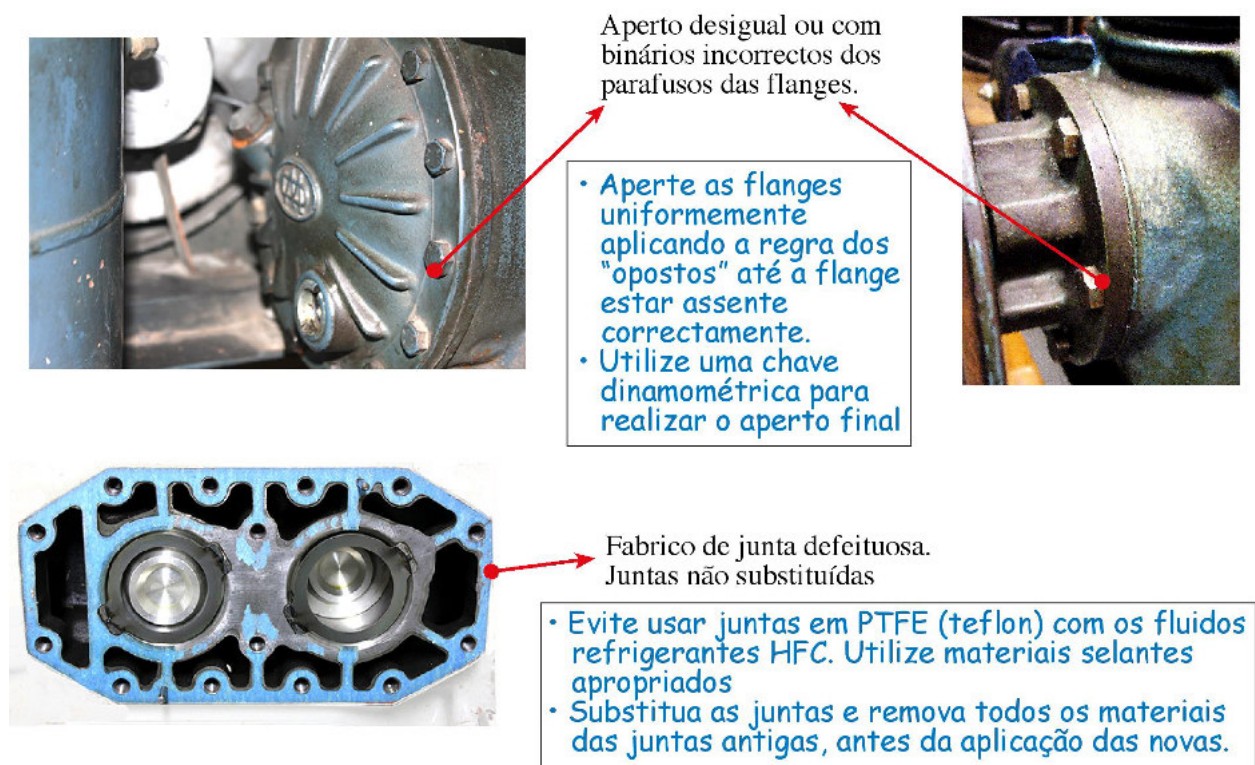 Aperto desigual ou com
binários incorrectos dos
parafusos das flanges.
• Aperte as flanges
uniformemente
aplicando a regra dos
“opostos” até a flange
estar assente
correctamente.
• Utilize uma chave
dinamométrica para
realizar o aperto final
Fabrico de junta defeituosa.
Juntas não substituídas
• Evite usar juntas em PTFE (teflon) com os fluidos
refrigerantes HFC. Utilize materiais selantes
apropriados
• Substitua as juntas e remova todos os materiais
das juntas antigas, antes da aplicação das novas.